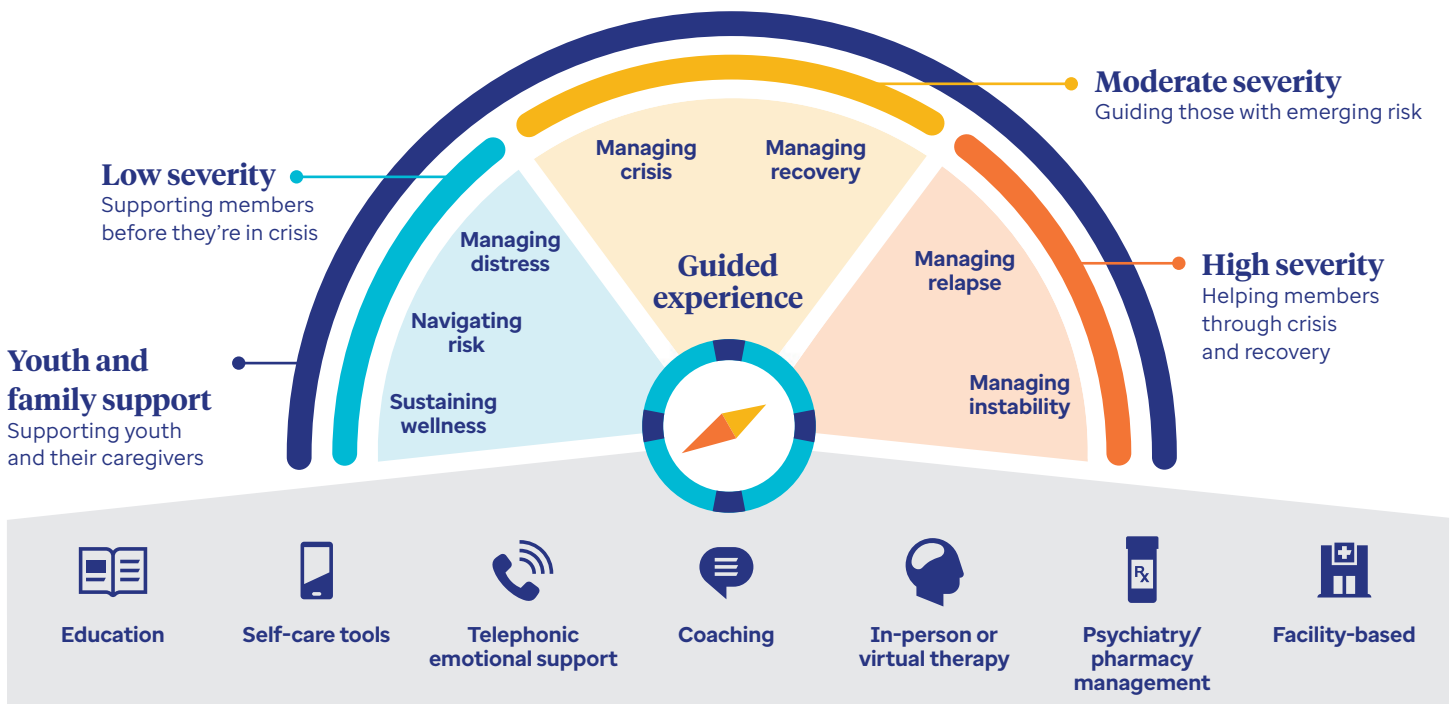 Moderate severity
Guiding those with emerging risk
Low severity
Supporting members
before they’re in crisis
Managing
crisis
Managing
recovery
Managing
distress
Guided
experience
Managing
relapse
High severity
Helping members
through crisis
and recovery
Navigating
risk
Youth and
family support
Supporting youth
and their caregivers
Sustaining
wellness
Managing
instability
Rx
Education
Self-care tools
Telephonic
emotional support
Coaching
In-person or
virtual therapy
Psychiatry/
pharmacy
management
Facility-based